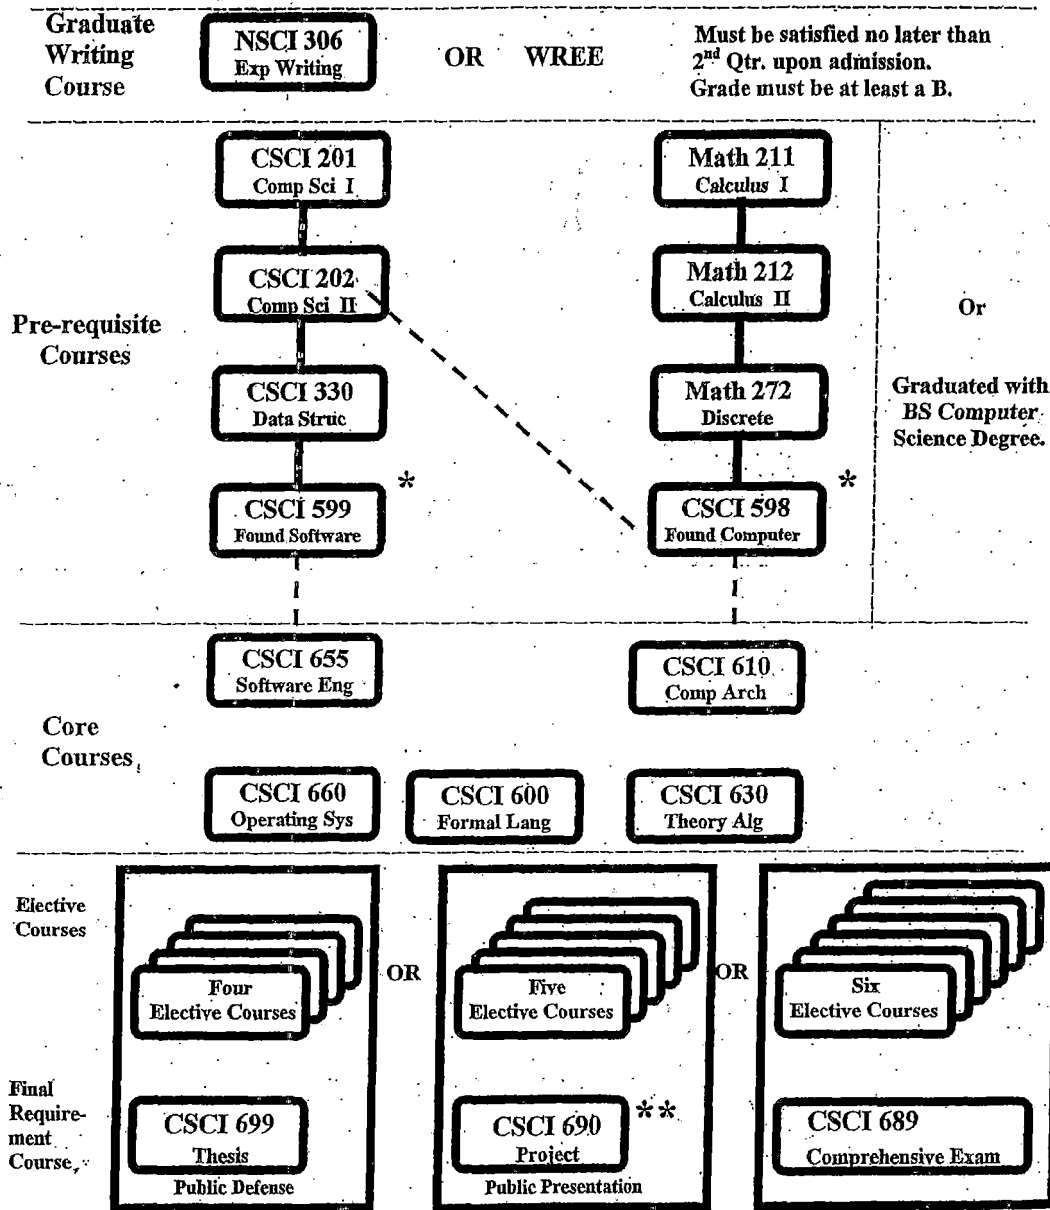 Graduate
Writing
Course
NSCI 306
Exp Writing
OR WREE
Must be satisfied no later than
2nd Qtr. upon admission.
Grade must be at least a B.
Pre-requisite
Courses
CSCI 201
Comp Sci I
Math 211
Calculus I
CSCI 202
Comp Sci II
Math 212
Calculus II
CSCI 330
Data Struc
Math 272
Discrete
CSCI 599
Found Software
*
CSCI 598
Found Computer
*
Or
Graduated with
BS Computer
Science Degree.
Core
Courses
CSCI 655
Software Eng
CSCI 610
Comp Arch
CSCI 660
Operating Sys
CSCI 600
Formal Lang
CSCI 630
Theory Alg
Elective
Courses
Four
Elective Courses
OR
Five
Elective Courses
OR
Six
Elective Courses
Final
Require-
ment
Course
CSCI 699
Thesis
Public Defense
CSCI 690
Project
**
Public Presentation
CSCI 689
Comprehensive Exam